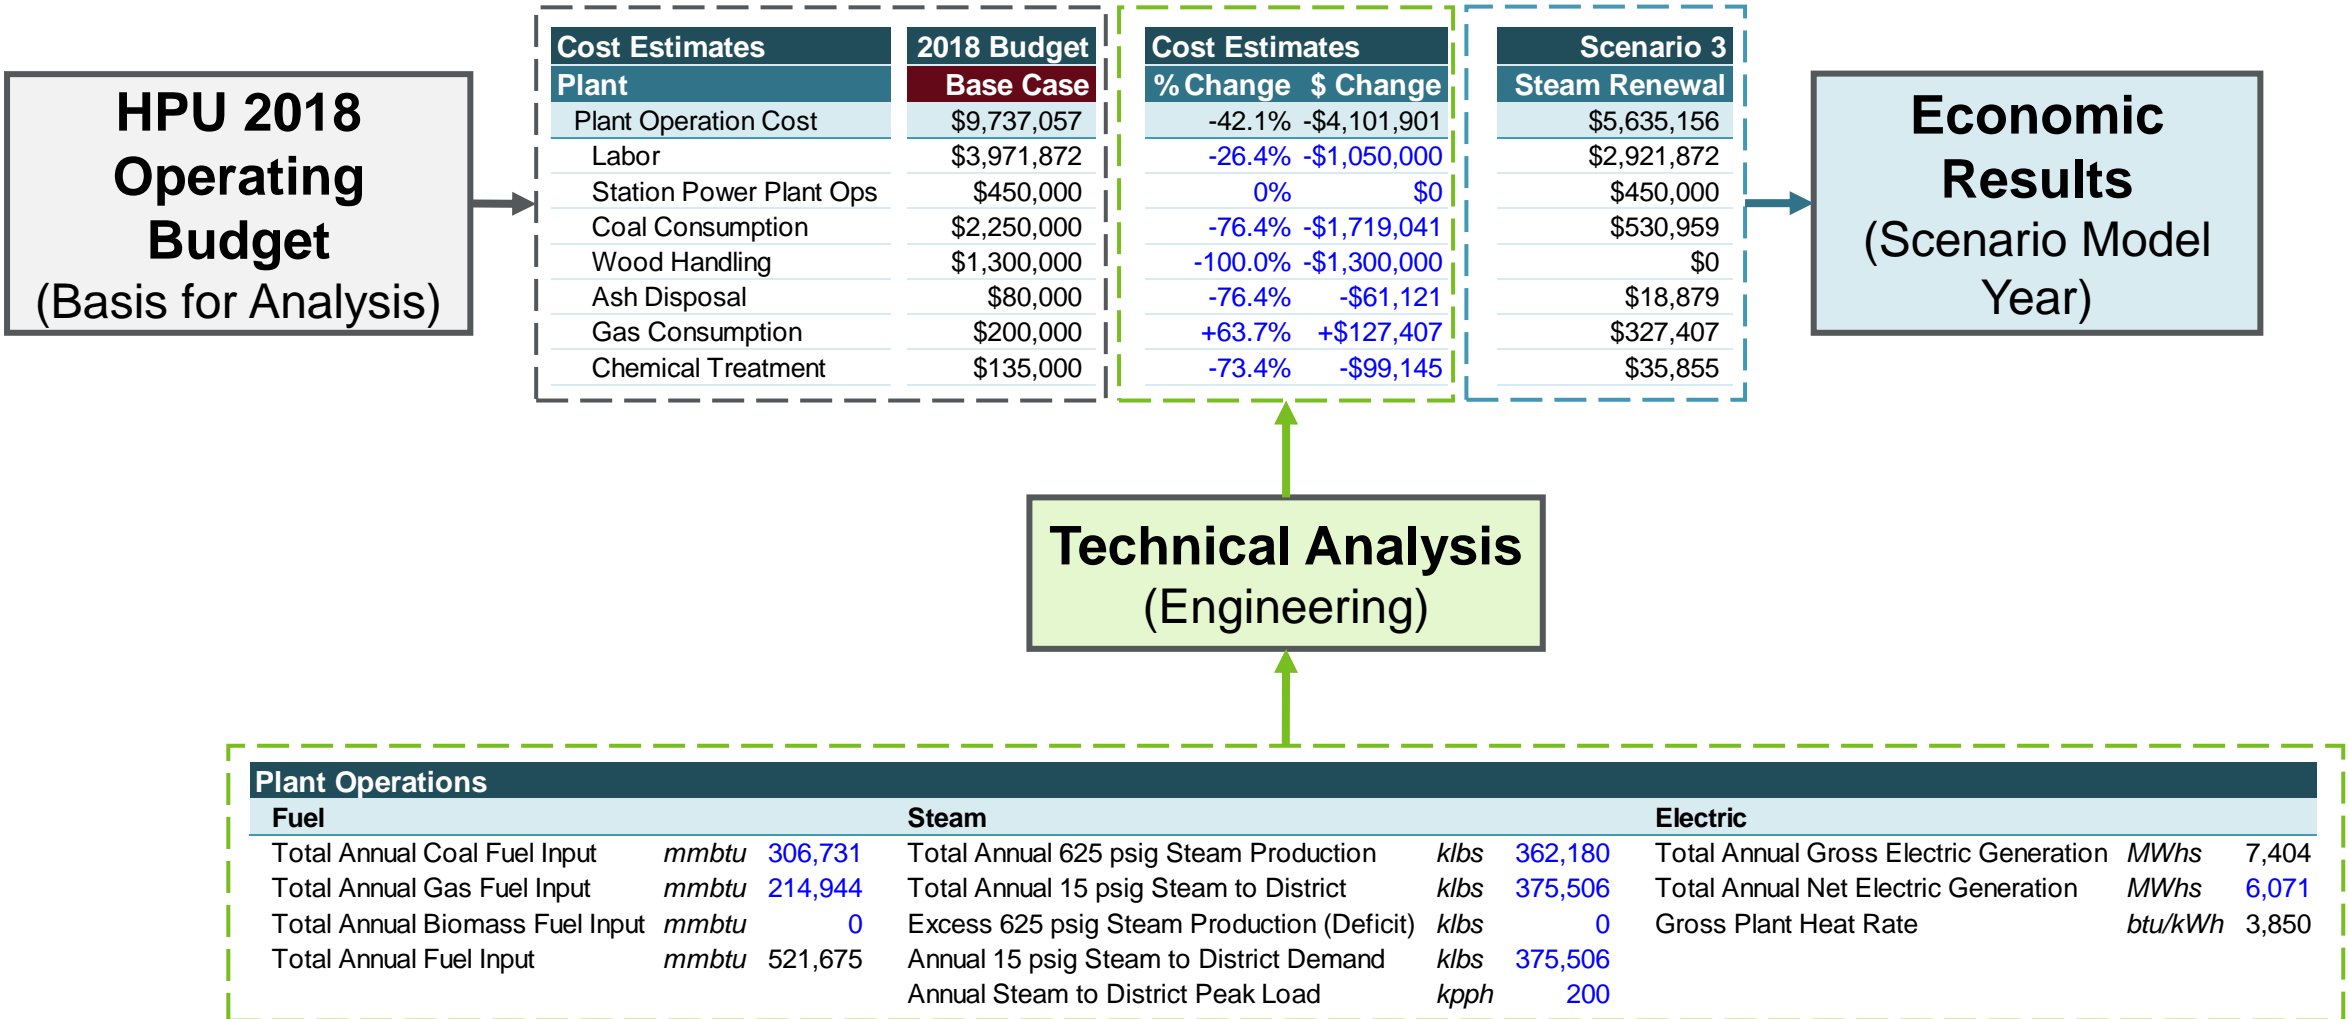 HPU 2018
Operating
Budget
(Basis for Analysis)
Cost Estimates 2018 Budget
Plant Base Case
Plant Operation Cost $9,737,057
Labor $3,971,872
Station Power Plant Ops $450,000
Coal Consumption $2,250,000
Wood Handling $1,300,000
Ash Disposal $80,000
Gas Consumption $200,000
Chemical Treatment $135,000
Cost Estimates
% Change $ Change
-42.1% -$4,101,901
-26.4% -$1,050,000
0% $0
-76.4% -$1,719,041
-100.0% -$1,300,000
-76.4% -$61,121
+63.7% +$127,407
-73.4% -$99,145
Scenario 3
Steam Renewal
$5,635,156
$2,921,872
$450,000
$530,959
$0
$18,879
$327,407
$35,855
Economic
Results
(Scenario Model
Year)
Technical Analysis
(Engineering)
Plant Operations
Fuel Steam Electric
Total Annual Coal Fuel Input mmbtu 306,731 Total Annual 625 psig Steam Production klbs 362,180 Total Annual Gross Electric Generation MWhs 7,404
Total Annual Gas Fuel Input mmbtu 214,944 Total Annual 15 psig Steam to District klbs 375,506 Total Annual Net Electric Generation MWhs 6,071
Total Annual Biomass Fuel Input mmbtu 0 Excess 625 psig Steam Production (Deficit) klbs 0 Gross Plant Heat Rate btu/kWh 3,850
Total Annual Fuel Input mmbtu 521,675 Annual 15 psig Steam to District Demand klbs 375,506
Annual Steam to District Peak Load kpph 200